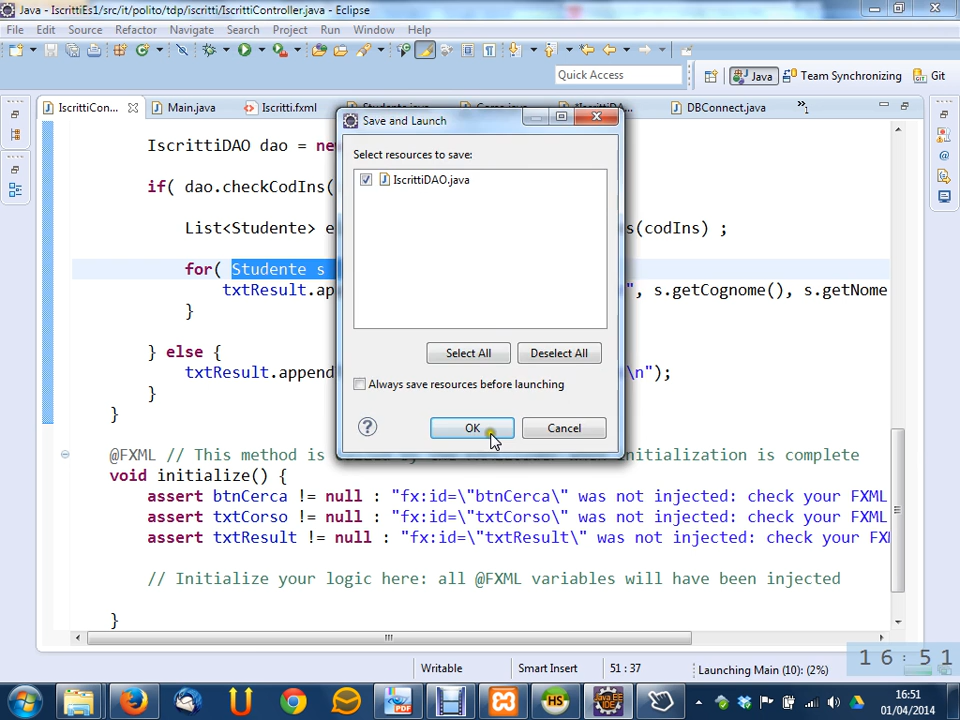 Java - IscrittiEs1/src/it/polito/tdp/iscritti/IscrittiController.java - Eclipse
File Edit Source Refactor Navigate Search Project Run Window Help
Quick Access
Java
Team Synchronizing
Git
IscrittiCon...
Main.java
Iscritti.fxml
DBConnect.java
»1
Save and Launch
Select resources to save:
IscrittiDAO.java
Select All
Deselect All
Always save resources before launching
OK
Cancel
IscrittiDAO dao = ne
if( dao.checkCodIns(
List<Studente> e
s(codIns) ;
for( Studente s
txtResult.ap
", s.getCognome(), s.getNome
}
} else {
txtResult.append
\n");
}
}
@FXML // This method is
initialization is complete
void initialize() {
assert btnCerca != null : "fx:id=\"btnCerca\" was not injected: check your FXML
assert txtCorso != null : "fx:id=\"txtCorso\" was not injected: check your FXML
assert txtResult != null : "fx:id=\"txtResult\" was not injected: check your FXM
// Initialize your logic here: all @FXML variables will have been injected
}
Writable
Smart Insert
51 : 37
Launching Main (10): (2%)
16:51
16:51
01/04/2014